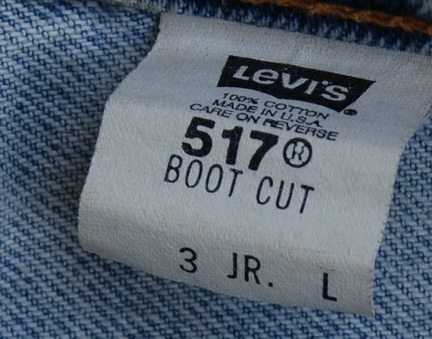 Levi's ®
100% COTTON
MADE IN U.S.A.
CARE ON REVERSE
517®
BOOT CUT
3 JR. L